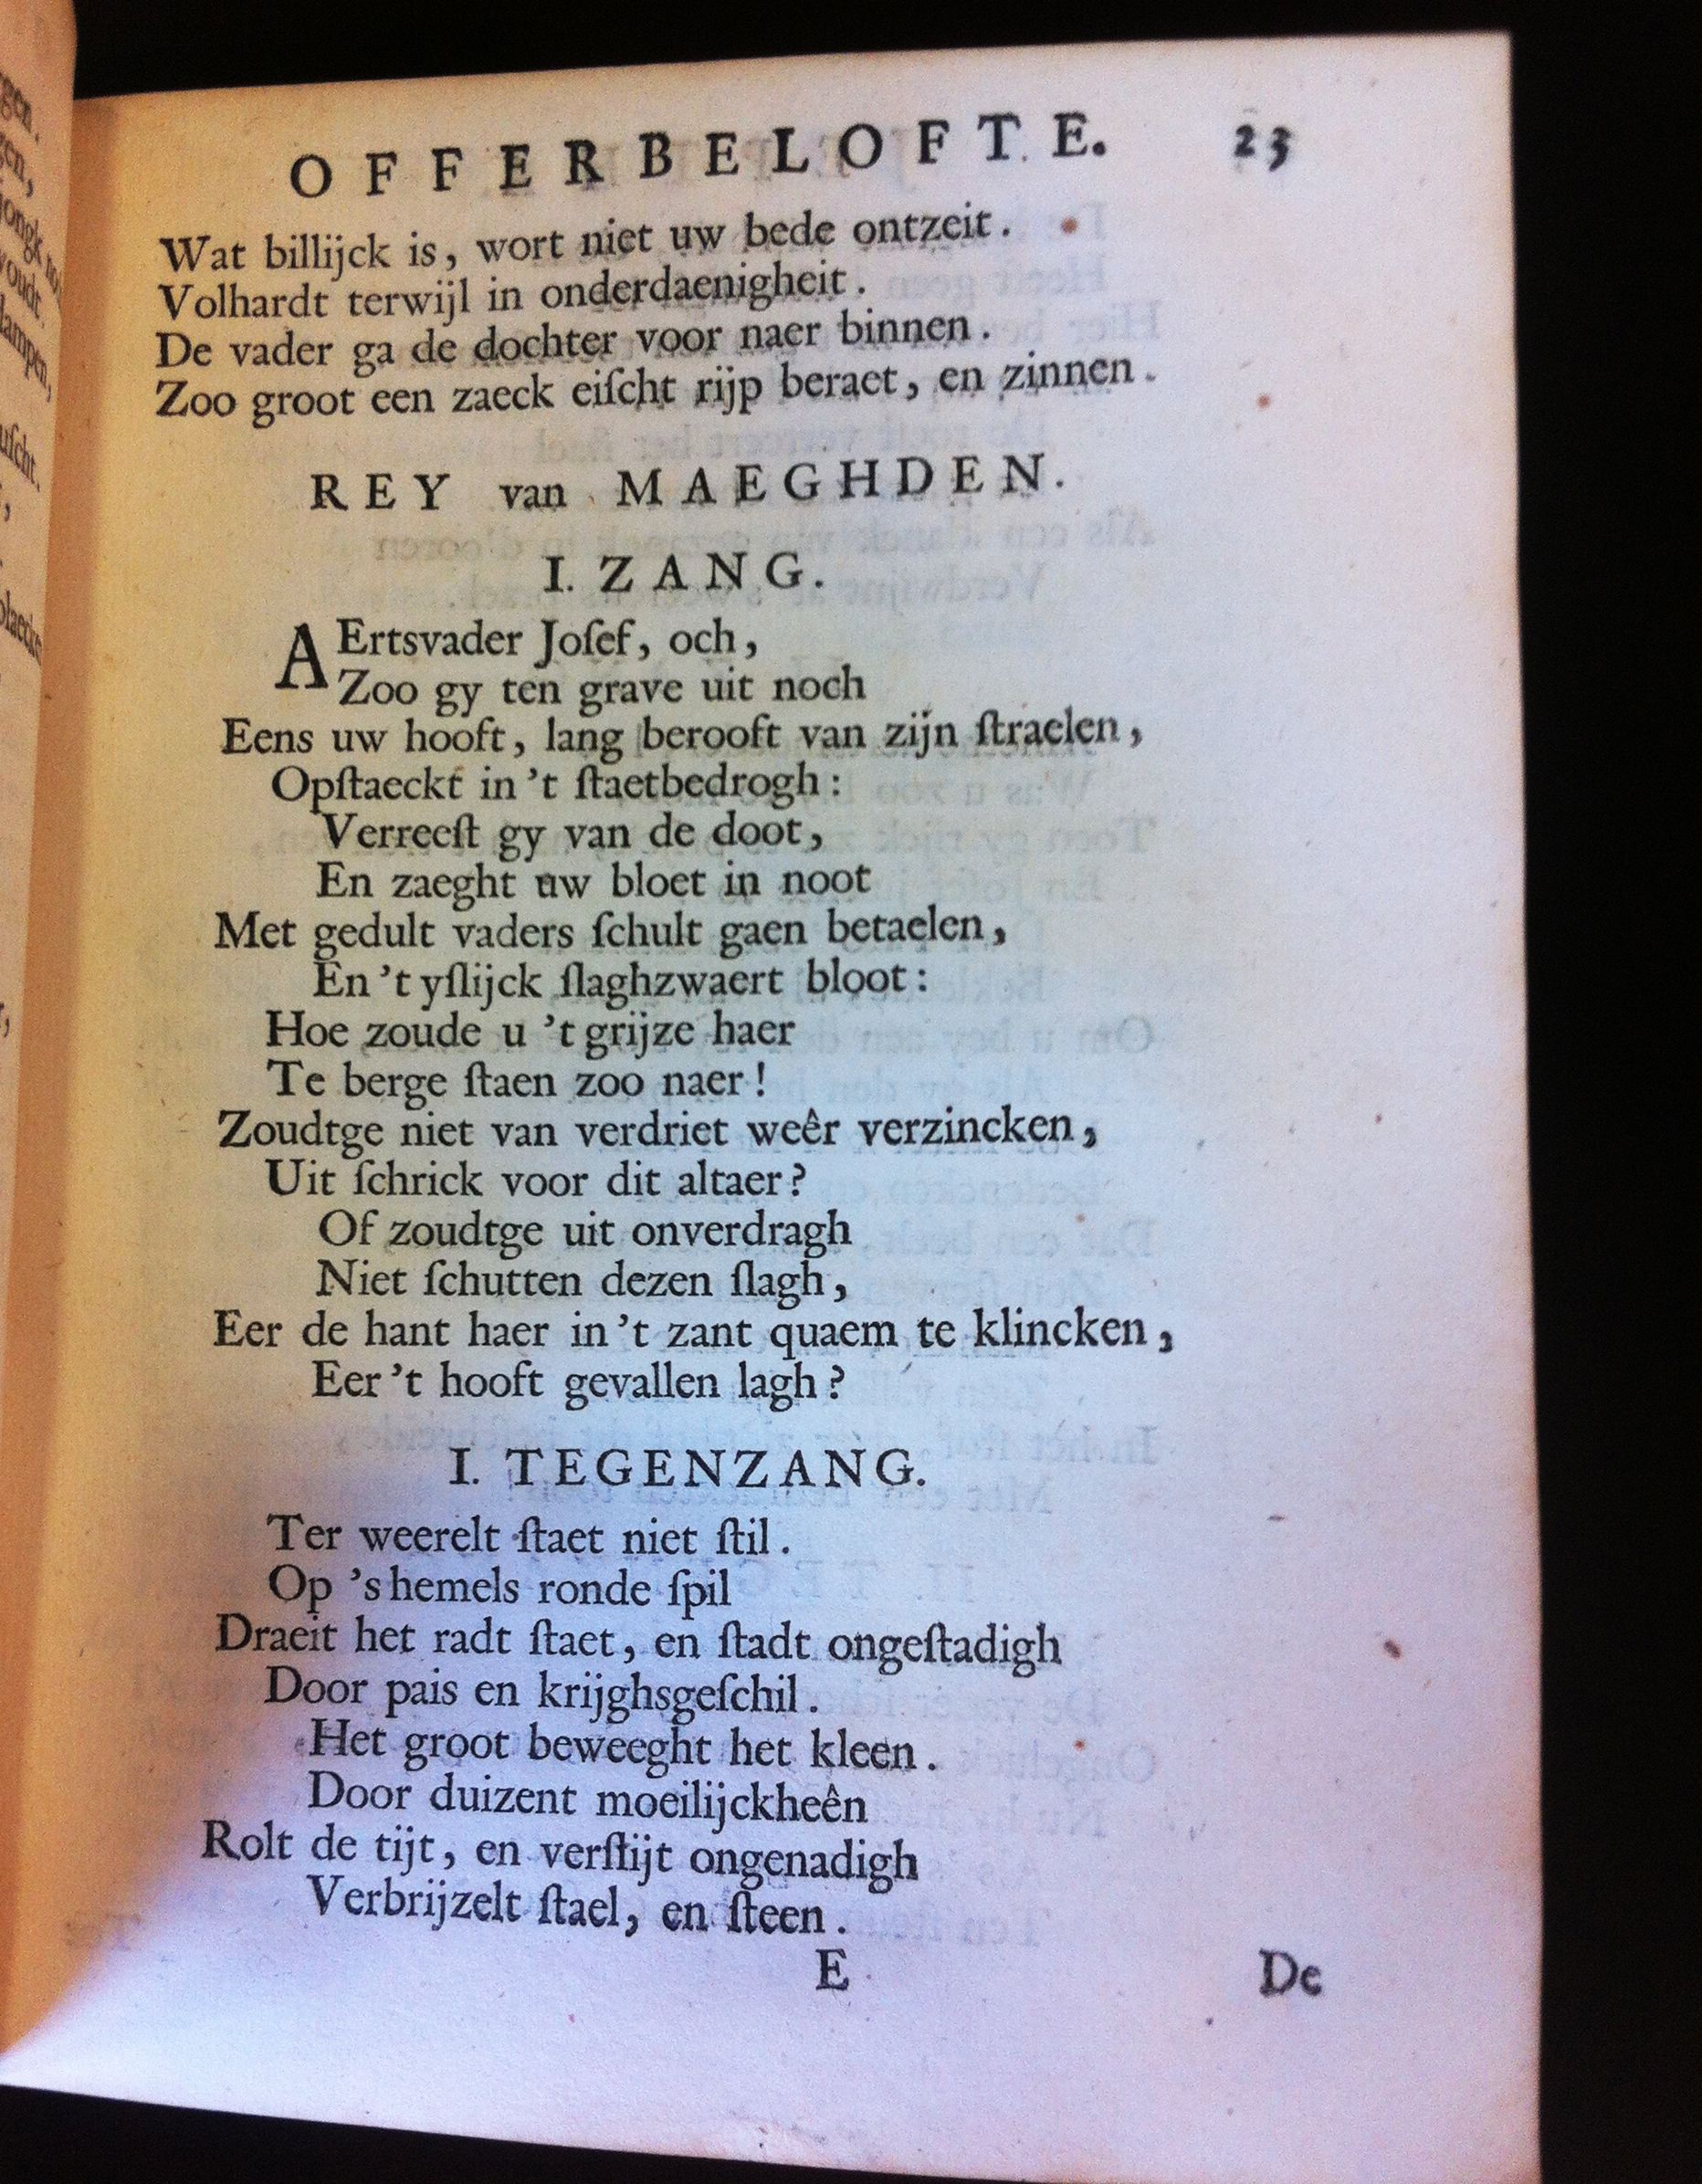 OFFERBELOFTE. 23
Wat billijck is, wort niet uw bede ontzeit.
Volhardt terwijl in onderdaenigheit.
De vader ga de dochter voor naer binnen.
Zoo groot een zaeck eiſcht rijp beraet, en zinnen.
REY van MAEGHDEN.
I. ZANG.
AErtsvader Joſef, och,
Zoo gy ten grave uit noch
Eens uw hooft, lang berooft van zijn ſtraelen,
Opſtaeckt in 't ſtaetbedrogh:
Verreeſt gy van de doot,
En zaeght uw bloet in noot
Met gedult vaders ſchult gaen betaelen,
En 't yſlijck ſlaghzwaert bloot:
Hoe zoude u 't grijze haer
Te berge ſtaen zoo naer!
Zoudtge niet van verdriet weêr verzincken,
Uit ſchrick voor dit altaer?
Of zoudtge uit onverdragh
Niet ſchutten dezen ſlagh,
Eer de hant haer in 't zant quaem te klincken,
Eer 't hooft gevallen lagh?
I. TEGENZANG.
Ter weerelt ſtaet niet ſtil.
Op 's hemels ronde ſpil
Draeit het radt ſtaet, en ſtadt ongeſtadigh
Door pais en krijghsgeſchil.
Het groot beweeght het kleen.
Door duizent moeilijckheên
Rolt de tijt, en verſtijt ongenadigh
Verbrijzelt ſtael, en ſteen.
E De